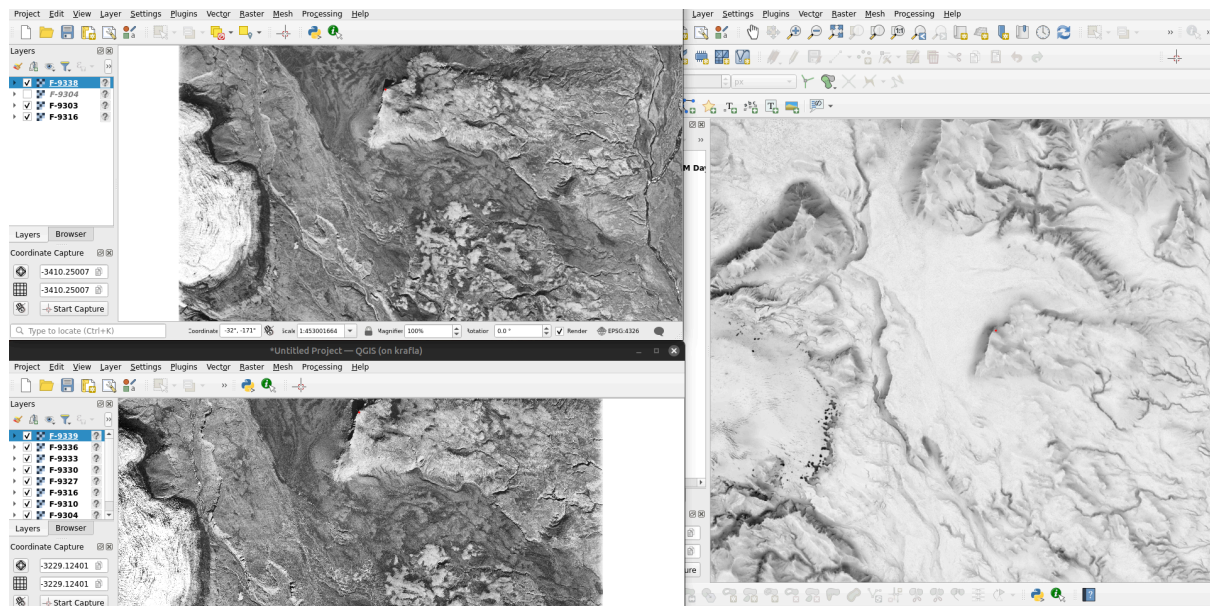 Project Edit View Layer Settings Plugins Vector Raster Mesh Processing Help
Layers
F-9338
F-9304
F-9303
F-9316
Layers Browser
Coordinate Capture
-3410.25007
-3410.25007
Start Capture
Type to locate (Ctrl+K)
Coordinate -32°, -171° Scale 1:453001664 Magnifier 100% Rotation 0.0 ° Render EPSG:4326
*Untitled Project — QGIS (on krafla)
Project Edit View Layer Settings Plugins Vector Raster Mesh Processing Help
Layers
F-9339
F-9336
F-9333
F-9330
F-9327
F-9316
F-9310
F-9304
Layers Browser
Coordinate Capture
-3229.12401
-3229.12401
Start Capture
Layer Settings Plugins Vector Raster Mesh Processing Help
px
M Da
ure